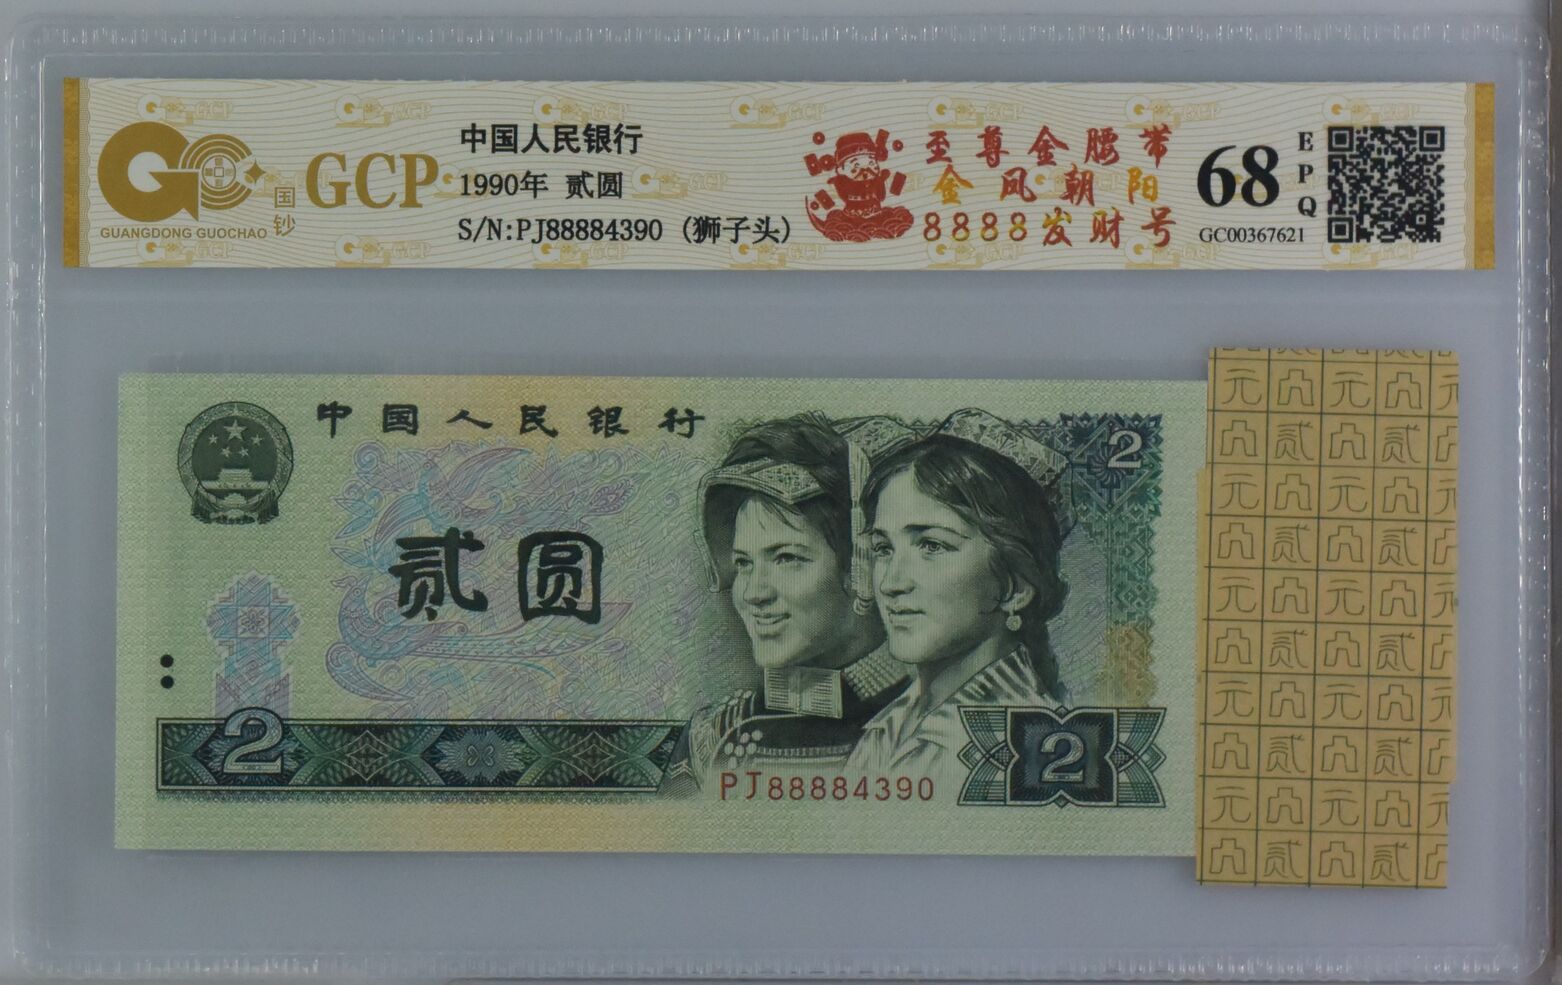 GCP
GUANGDONG GUOCHAO
国钞
中国人民银行
1990年 贰圆
S/N:PJ88884390 (狮子头)
至尊金腰带
金凤朝阳
8888发财号
68
EPQ
GC00367621
中国人民银行
2
贰圆
2
PJ88884390
2